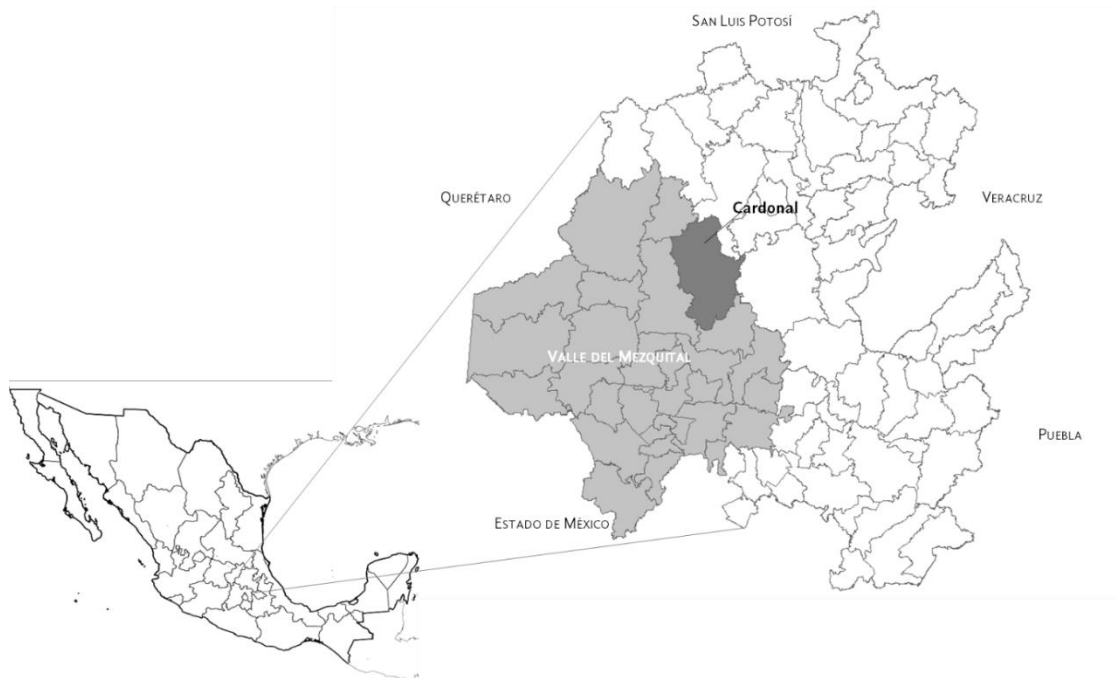 SAN LUIS POTOSÍ
QUERÉTARO
Cardonal
VERACRUZ
VALLE DEL MEZQUITAL
PUEBLA
ESTADO DE MÉXICO